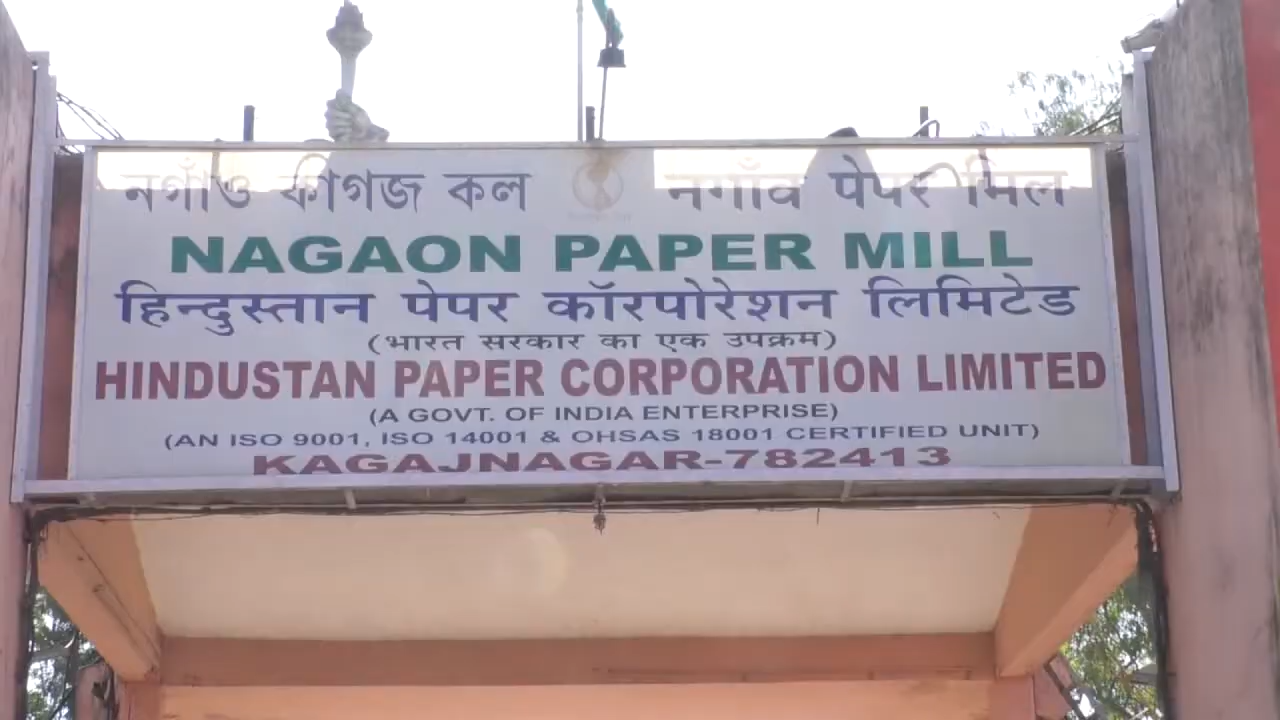 নগাঁও কাগজ কল नगाँव पेपर मिल
NAGAON PAPER MILL
हिन्दुस्तान पेपर कॉरपोरेशन लिमिटेड
(भारत सरकार का एक उपक्रम)
HINDUSTAN PAPER CORPORATION LIMITED
(A GOVT. OF INDIA ENTERPRISE)
(AN ISO 9001, ISO 14001 & OHSAS 18001 CERTIFIED UNIT)
KAGAJNAGAR-782413